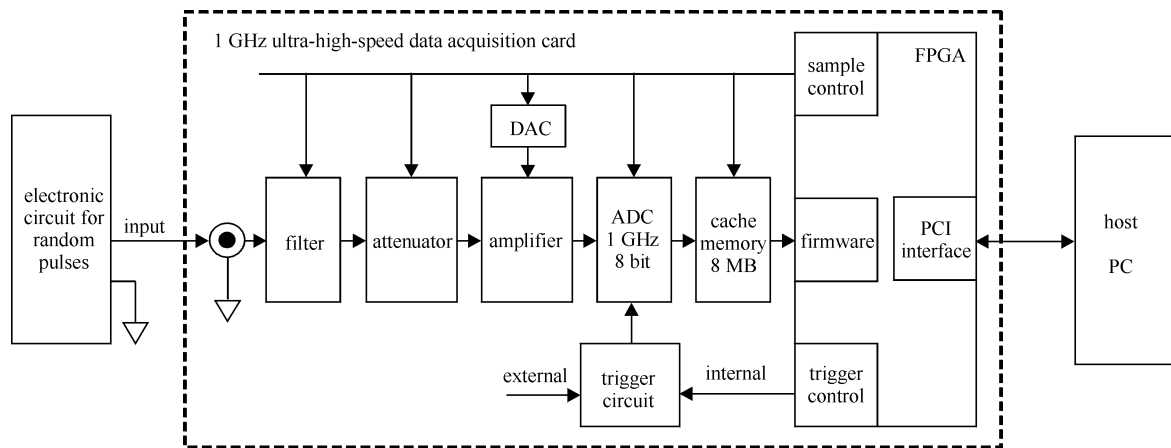 1 GHz ultra-high-speed data acquisition card
FPGA
sample
control
DAC
electronic
circuit for
random
pulses
input
filter
attenuator
amplifier
ADC
1 GHz
8 bit
cache
memory
8 MB
firmware
PCI
interface
host
PC
external
trigger
circuit
internal
trigger
control